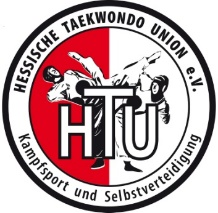 HESSISCHE TAEKWONDO UNION e.V.
HTU
Kampfsport und Selbstverteidigung